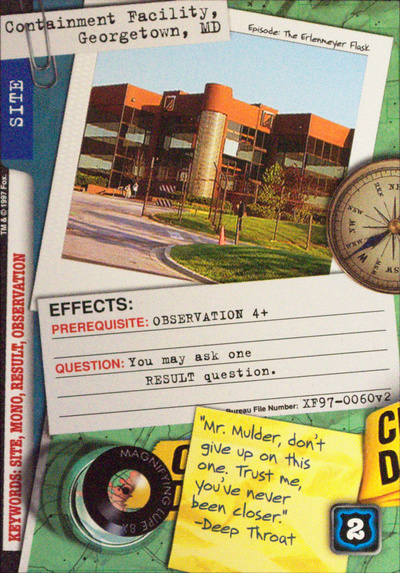 Containment Facility,
Georgetown, MD
Episode: The Erlenmeyer Flask
SITE
TM & © 1997 Fox.
KEYWORDS: SITE, MONO, RESULT, OBSERVATION
EFFECTS:
PREREQUISITE: OBSERVATION 4+
QUESTION: You may ask one
RESULT question.
Bureau File Number: XF97-0060v2
MAGNIFYING LUPE 8X
"Mr. Mulder, don't
give up on this
one. Trust me,
you've never
been closer."
-Deep Throat
2